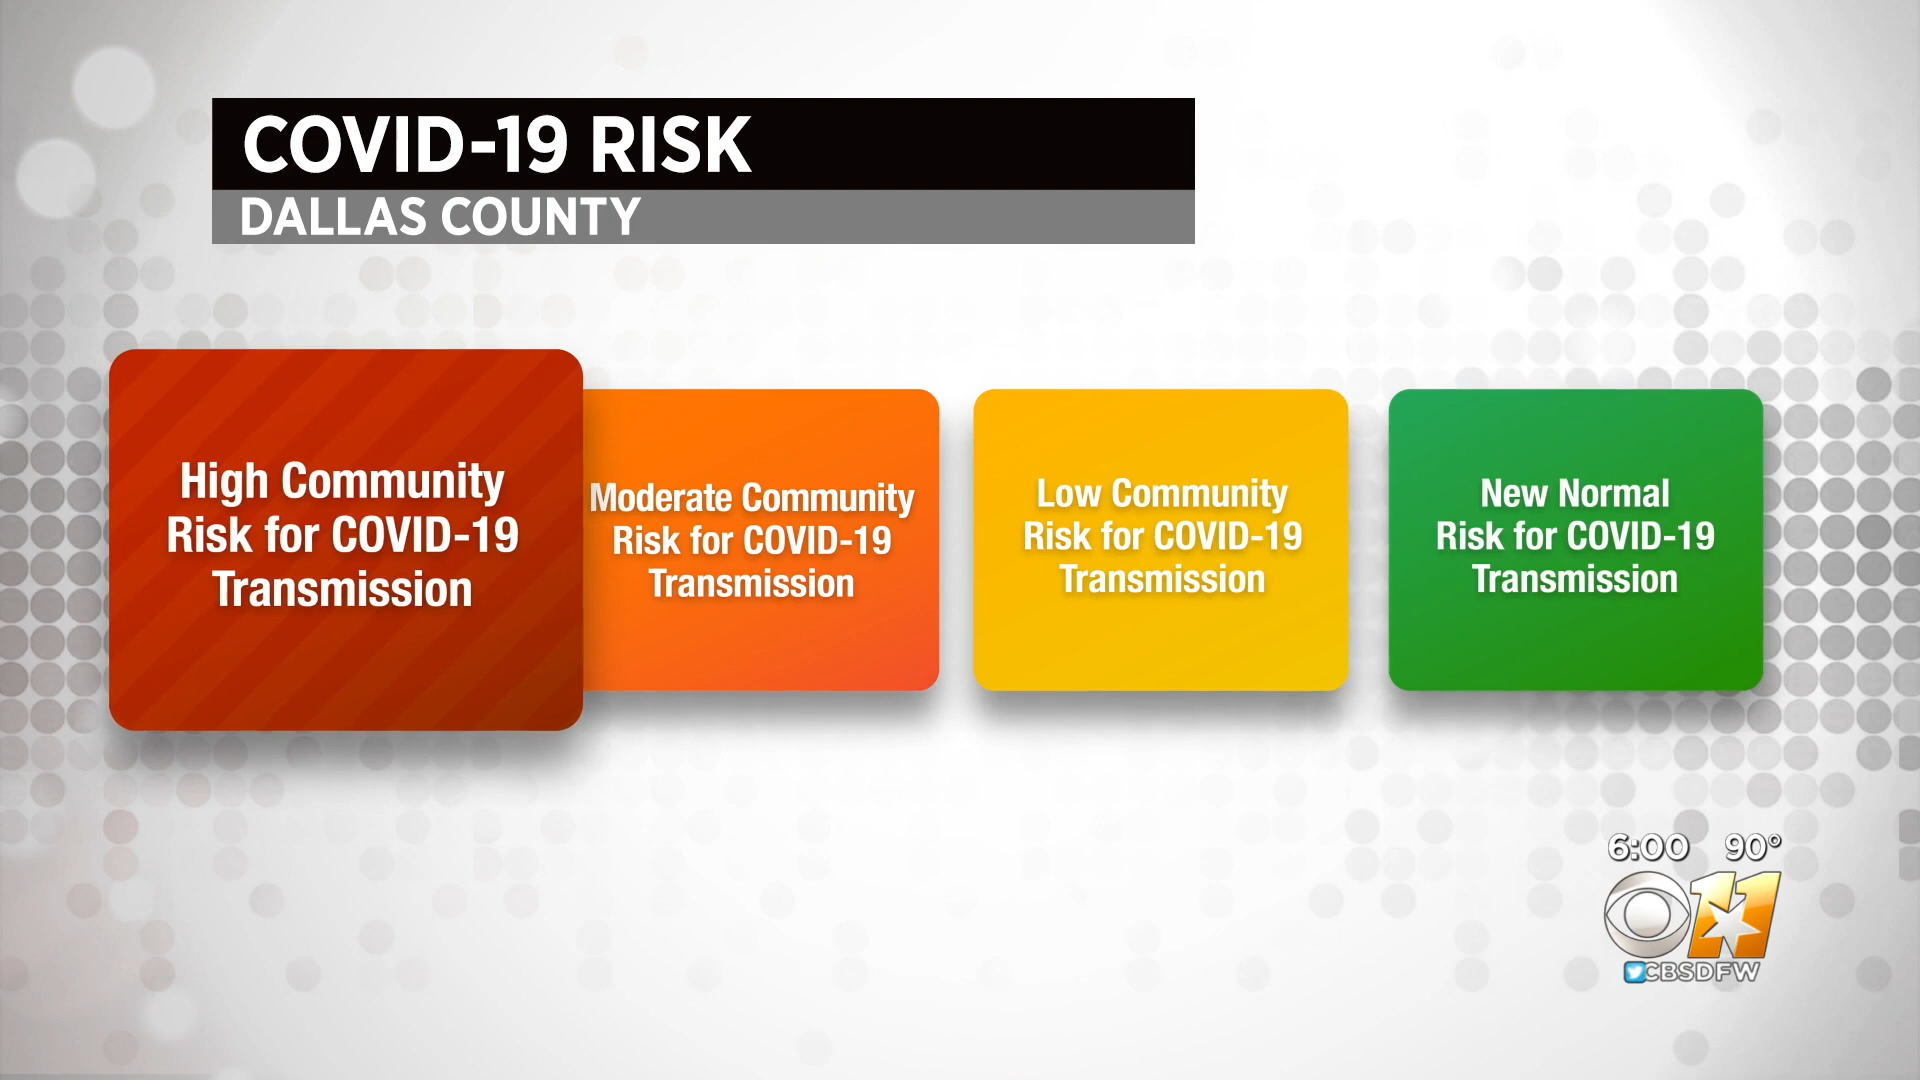 COVID-19 RISK
DALLAS COUNTY
High Community
Risk for COVID-19
Transmission
Moderate Community
Risk for COVID-19
Transmission
Low Community
Risk for COVID-19
Transmission
New Normal
Risk for COVID-19
Transmission
6:00 90°
11
CBSDFW